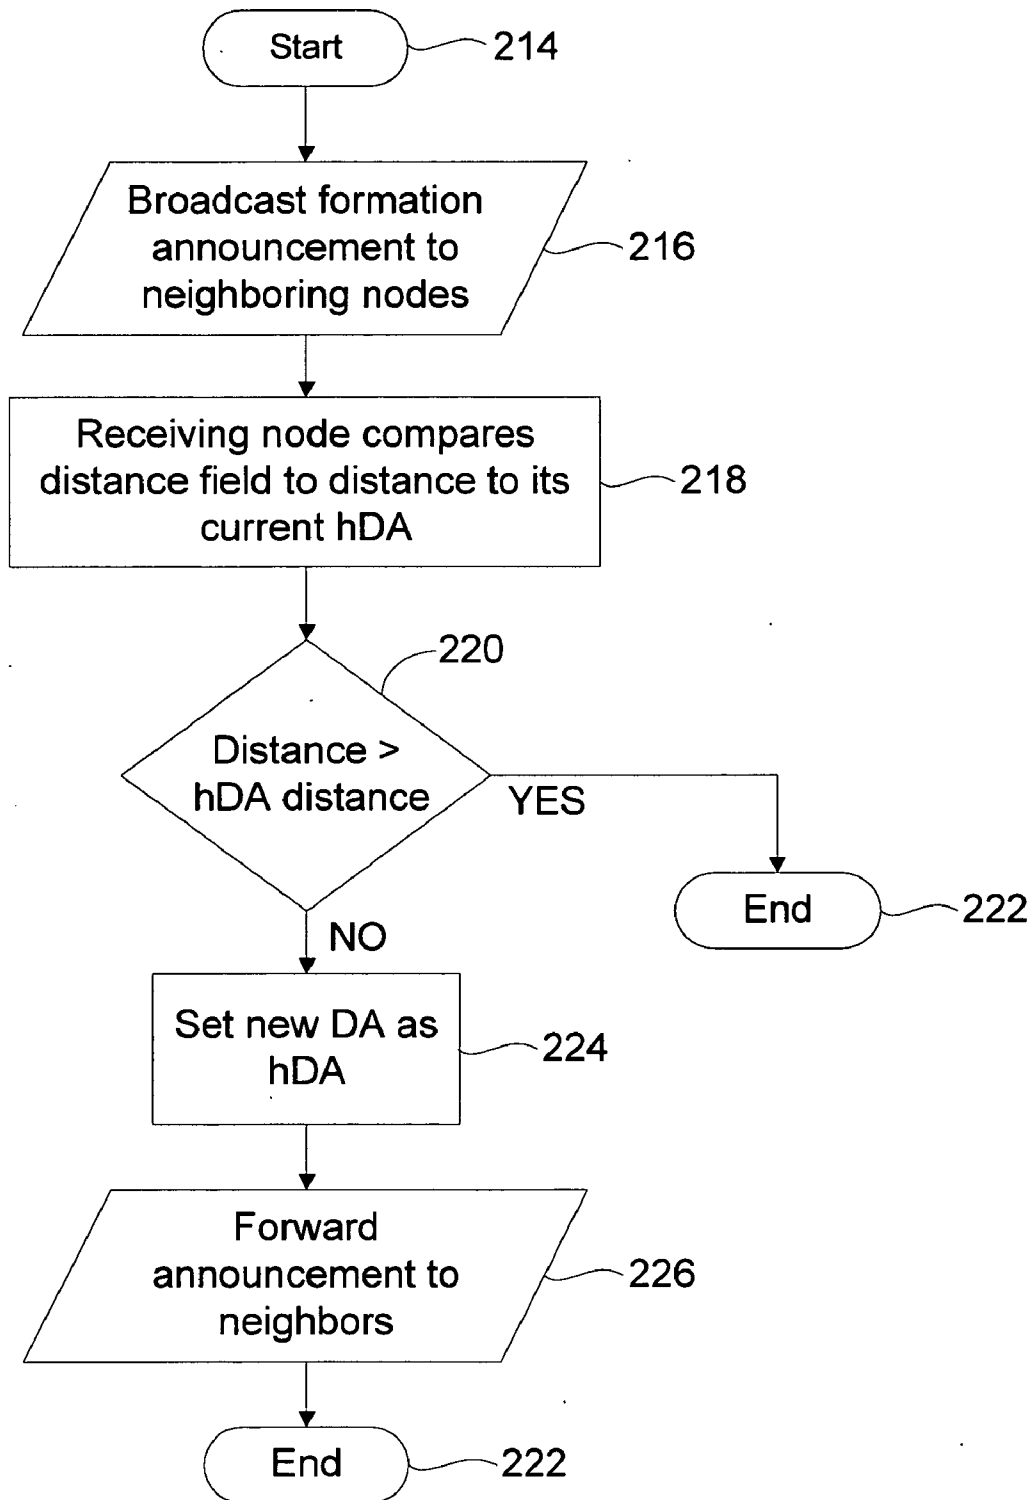 Start
214
Broadcast formation
announcement to
neighboring nodes
216
Receiving node compares
distance field to distance to its
current hDA
218
220
Distance >
hDA distance
YES
End
222
NO
Set new DA as
hDA
224
Forward
announcement to
neighbors
226
End
222